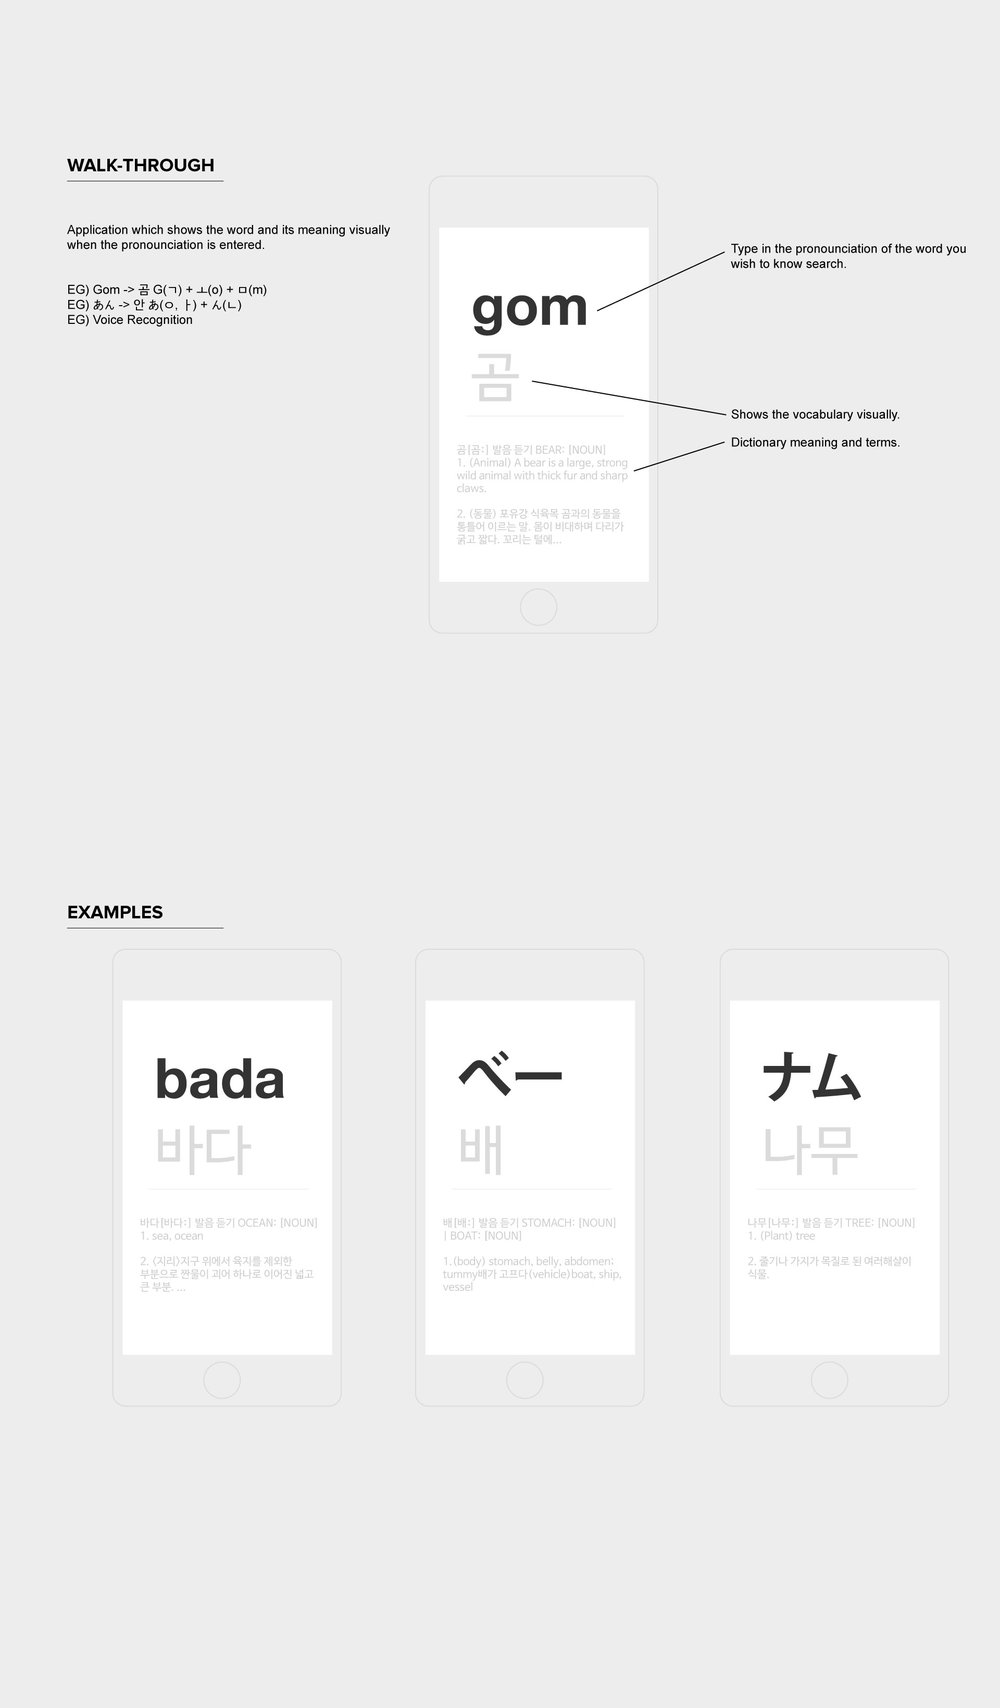 WALK-THROUGH
Application which shows the word and its meaning visually
when the pronounciation is entered.
EG) Gom -> 곰 G(ㄱ) + ㅗ(o) + ㅁ(m)
EG) あん -> 안 あ(ㅇ, ㅏ) + ん(ㄴ)
EG) Voice Recognition
gom
곰
곰[곰:] 발음 듣기 BEAR: [NOUN]
1. (Animal) A bear is a large, strong
wild animal with thick fur and sharp
claws.
2. (동물) 포유강 식육목 곰과의 동물을
통틀어 이르는 말. 몸이 비대하며 다리가
굵고 짧다. 꼬리는 털에...
Type in the pronounciation of the word you
wish to know search.
Shows the vocabulary visually.
Dictionary meaning and terms.
EXAMPLES
bada
바다
바다[바다:] 발음 듣기 OCEAN: [NOUN]
1. sea, ocean
2. <지리>지구 위에서 육지를 제외한
부분으로 짠물이 괴어 하나로 이어진 넓고
큰 부분. ...
ベー
배
배[배:] 발음 듣기 STOMACH: [NOUN]
| BOAT: [NOUN]
1.(body) stomach, belly, abdomen;
tummy배가 고프다(vehicle)boat, ship,
vessel
ナム
나무
나무[나무:] 발음 듣기 TREE: [NOUN]
1. (Plant) tree
2. 줄기나 가지가 목질로 된 여러해살이
식물.